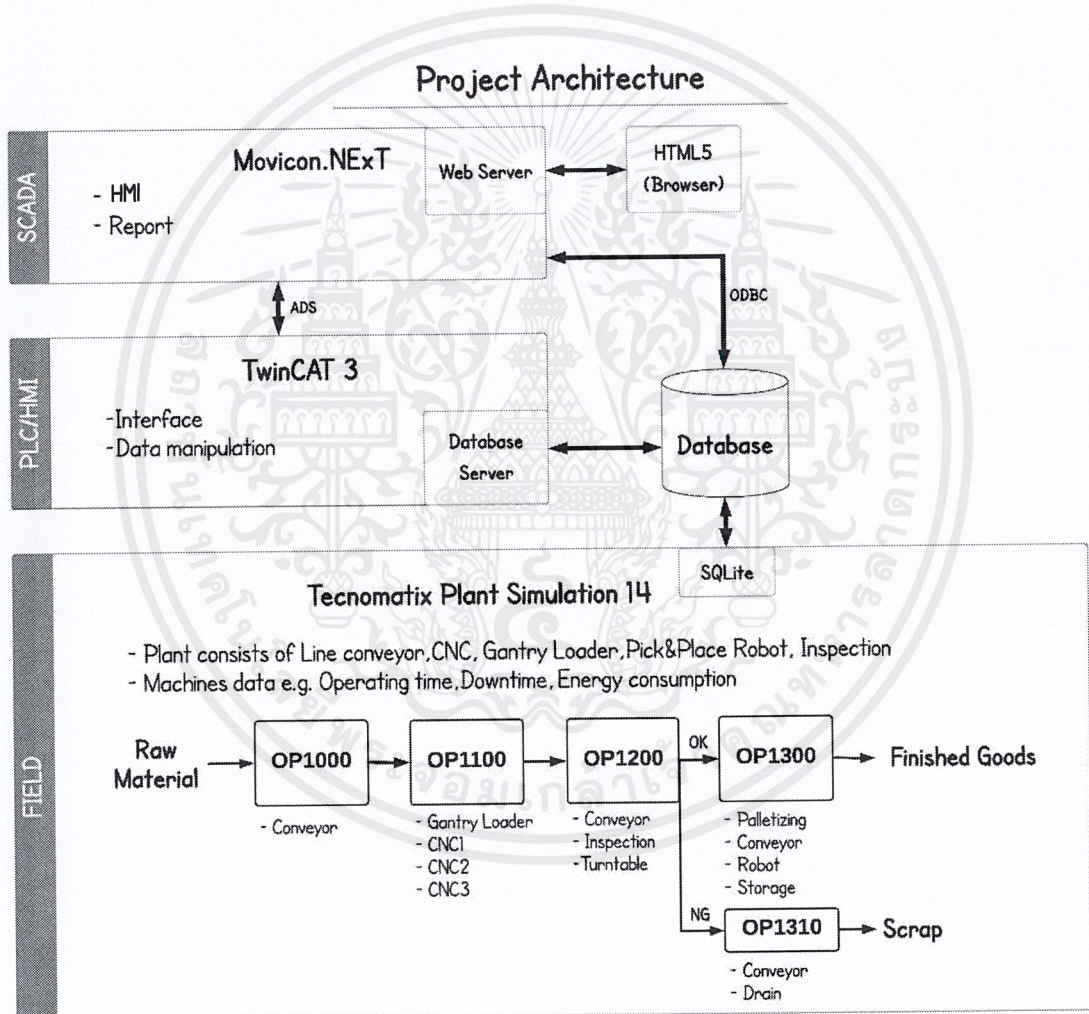 Project Architecture
SCADA
Movicon.NExT
- HMI
- Report
Web Server
HTML5
(Browser)
ADS
ODBC
PLC/HMI
TwinCAT 3
-Interface
-Data manipulation
Database
Server
Database
SQLite
FIELD
Tecnomatix Plant Simulation 14
- Plant consists of Line conveyor,CNC, Gantry Loader,Pick&Place Robot, Inspection
- Machines data e.g. Operating time,Downtime, Energy consumption
Raw
Material
OP1000
- Conveyor
OP1100
- Gantry Loader
- CNC1
- CNC2
- CNC3
OP1200
- Conveyor
- Inspection
-Turntable
OK
OP1300
- Palletizing
- Conveyor
- Robot
- Storage
Finished Goods
NG
OP1310
- Conveyor
- Drain
Scrap